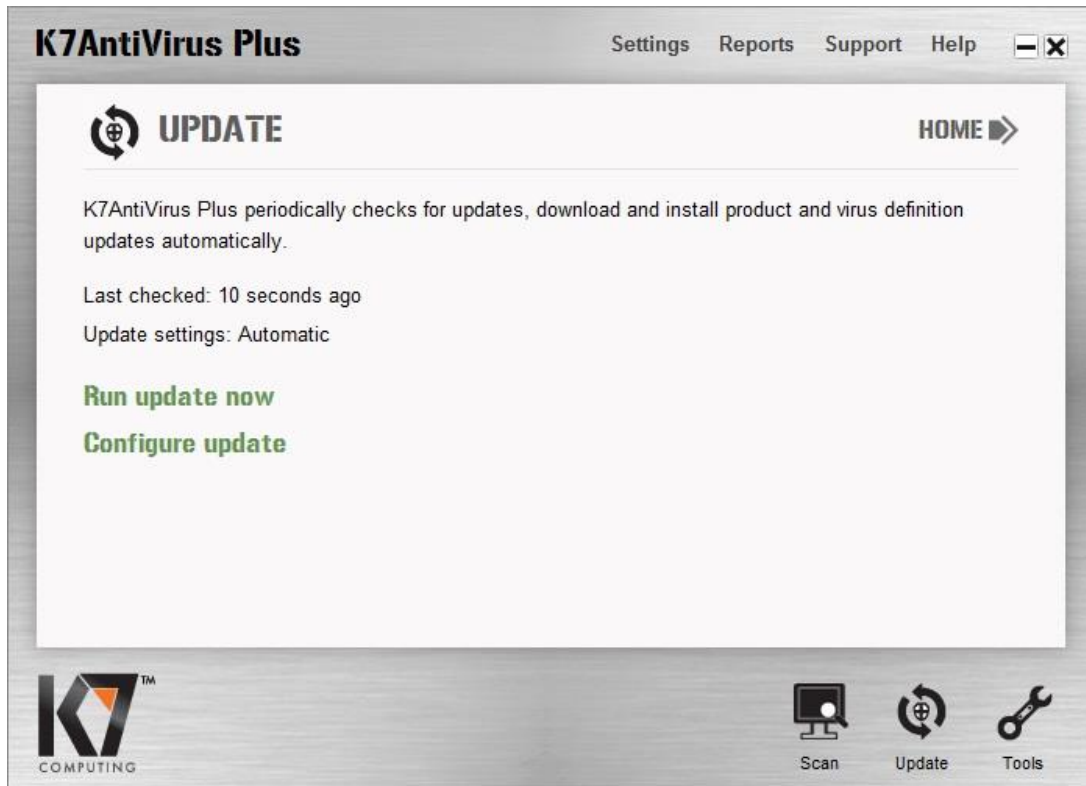 K7AntiVirus Plus
Settings Reports Support Help
UPDATE
HOME
K7AntiVirus Plus periodically checks for updates, download and install product and virus definition
updates automatically.
Last checked: 10 seconds ago
Update settings: Automatic
Run update now
Configure update
K7 TM
COMPUTING
Scan Update Tools